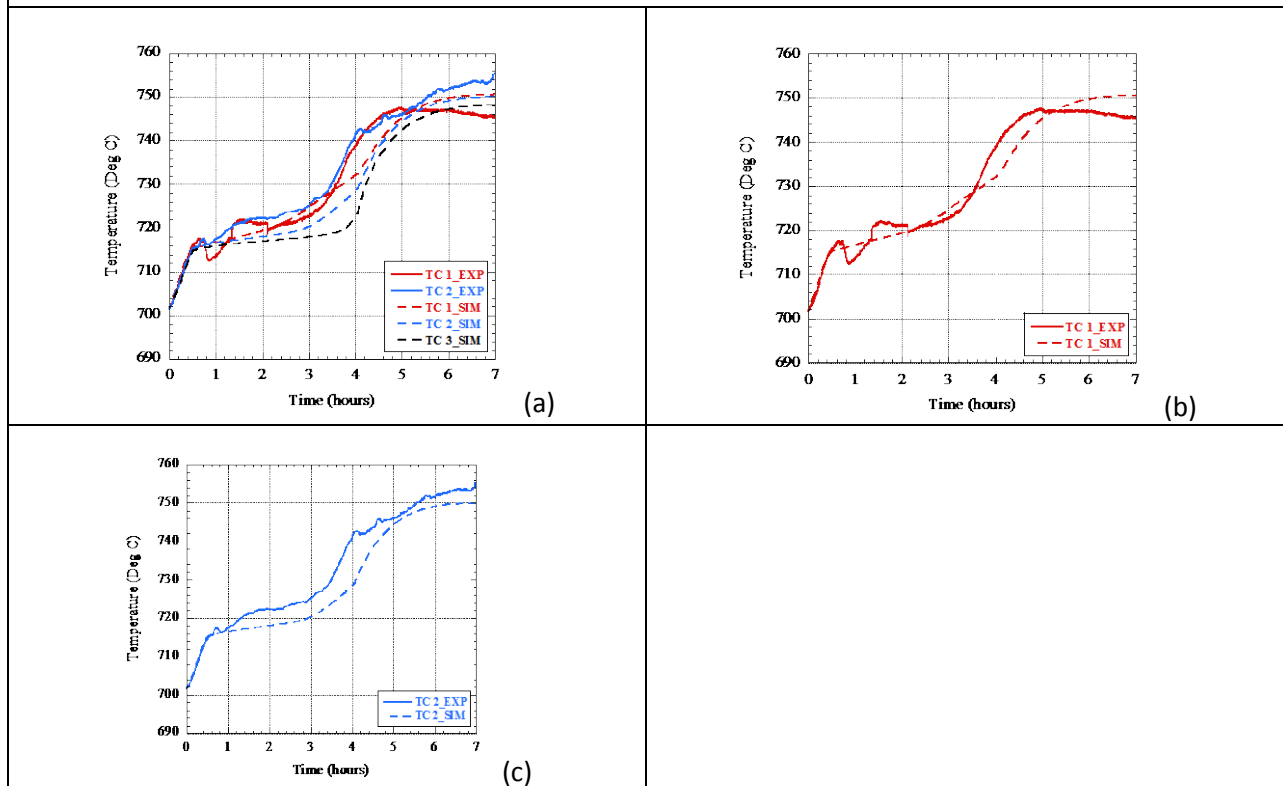 760
750
740
730
720
710
700
690
Temperature (Deg C)
TC 1_EXP
TC 2_EXP
TC 1_SIM
TC 2_SIM
TC 3_SIM
0 1 2 3 4 5 6 7
Time (hours)
(a)
760
750
740
730
720
710
700
690
Temperature (Deg C)
TC 1_EXP
TC 1_SIM
0 1 2 3 4 5 6 7
Time (hours)
(b)
760
750
740
730
720
710
700
690
Temperature (Deg C)
TC 2_EXP
TC 2_SIM
0 1 2 3 4 5 6 7
Time (hours)
(c)